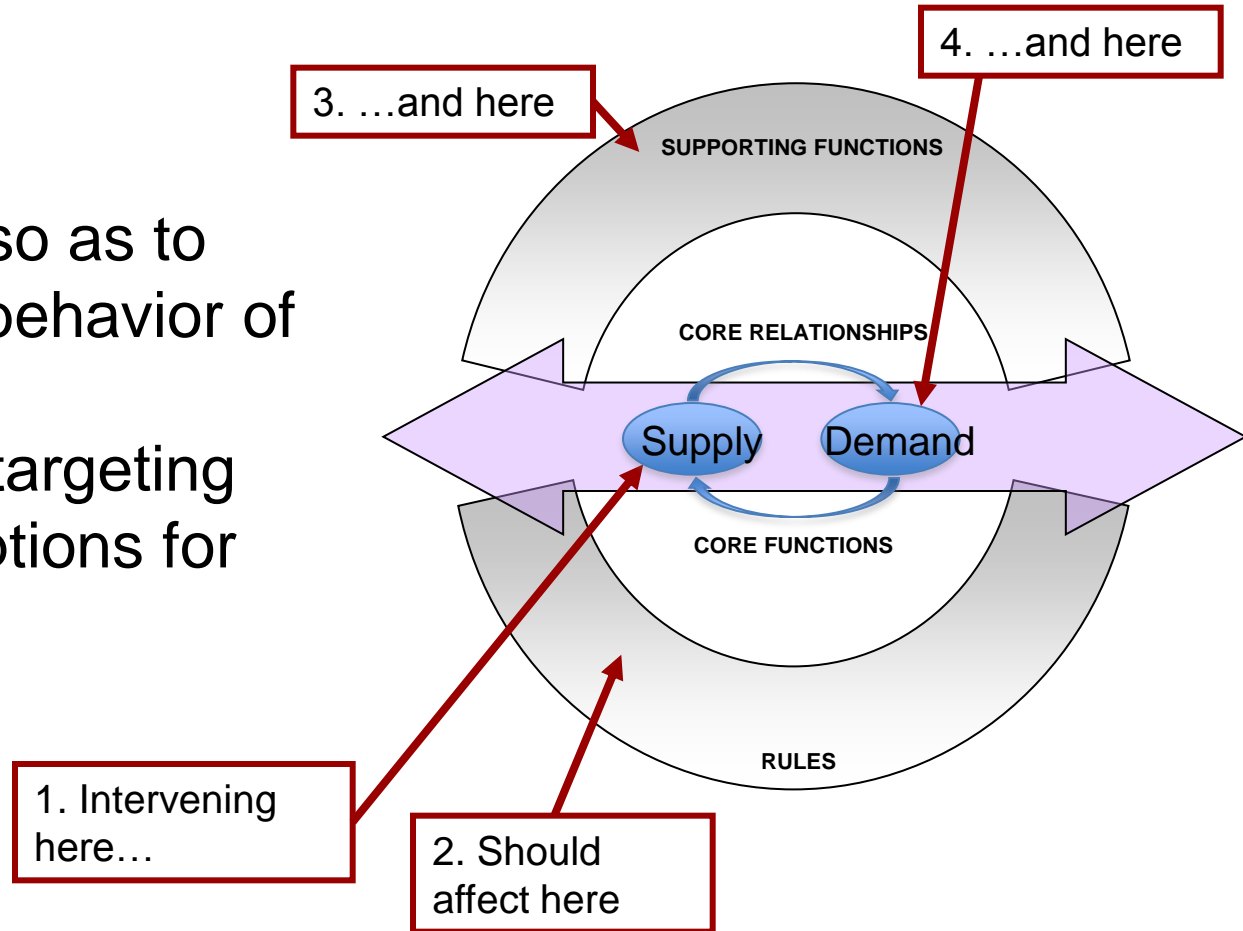 so as to
behavior of
targeting
otions for
3. …and here
4. …and here
SUPPORTING FUNCTIONS
CORE RELATIONSHIPS
Supply
Demand
CORE FUNCTIONS
RULES
1. Intervening
here…
2. Should
affect here